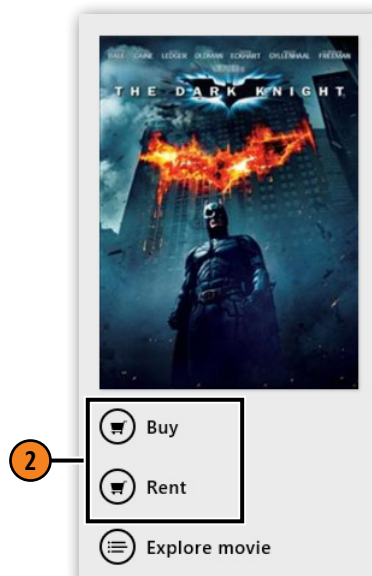 BALE CAINE LEDGER OLDMAN ECKHART GYLLENHAAL FREEMAN
THE DARK KNIGHT
2
Buy
Rent
Explore movie